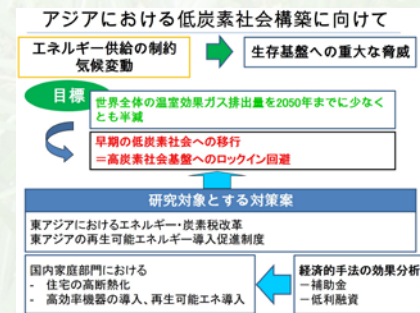 アジアにおける低炭素社会構築に向けて
エネルギー供給の制約
気候変動
生存基盤への重大な脅威
目標
世界全体の温室効果ガス排出量を2050年までに少なく
とも半減
早期の低炭素社会への移行
＝高炭素社会基盤へのロックイン回避
研究対象とする対策案
東アジアにおけるエネルギー・炭素税改革
東アジアの再生可能エネルギー導入促進制度
国内家庭部門における
- 住宅の高断熱化
- 高効率機器の導入、再生可能エネ導入
経済的手法の効果分析
－補助金
－低利融資